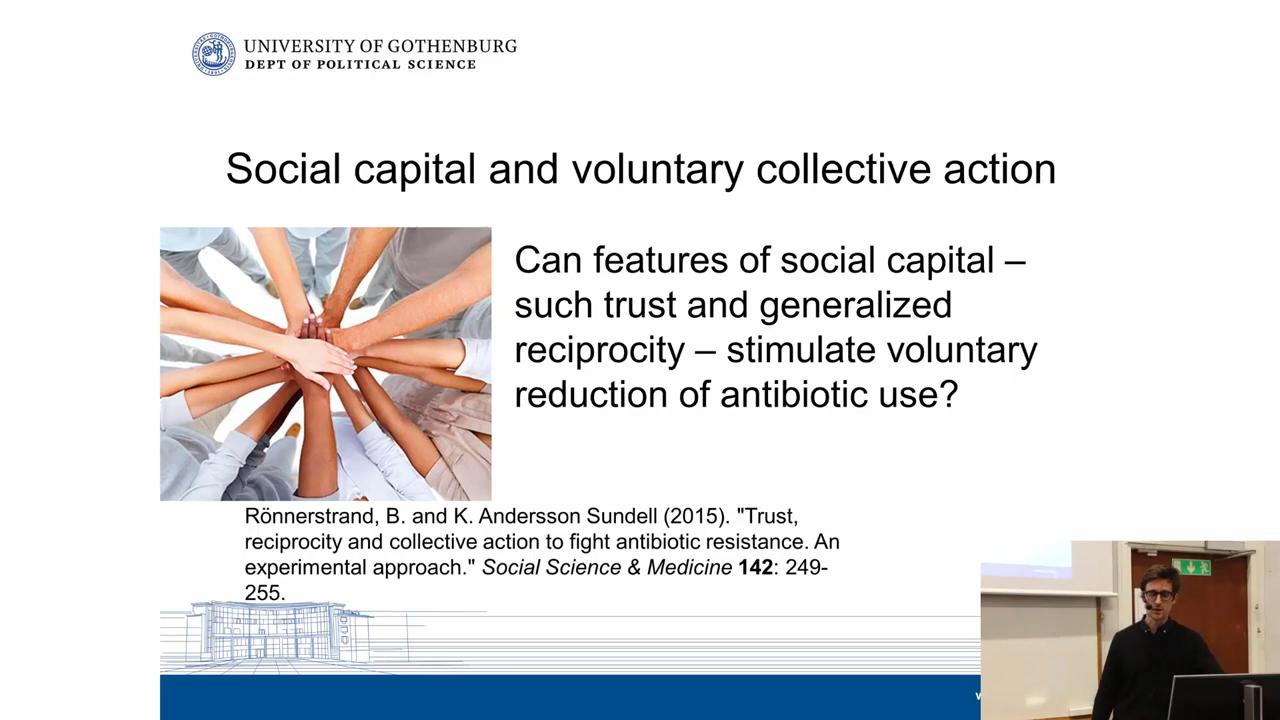 UNIVERSITY OF GOTHENBURG
DEPT OF POLITICAL SCIENCE
Social capital and voluntary collective action
Can features of social capital –
such trust and generalized
reciprocity – stimulate voluntary
reduction of antibiotic use?
Rönnerstrand, B. and K. Andersson Sundell (2015). "Trust,
reciprocity and collective action to fight antibiotic resistance. An
experimental approach." Social Science & Medicine 142: 249-
255.